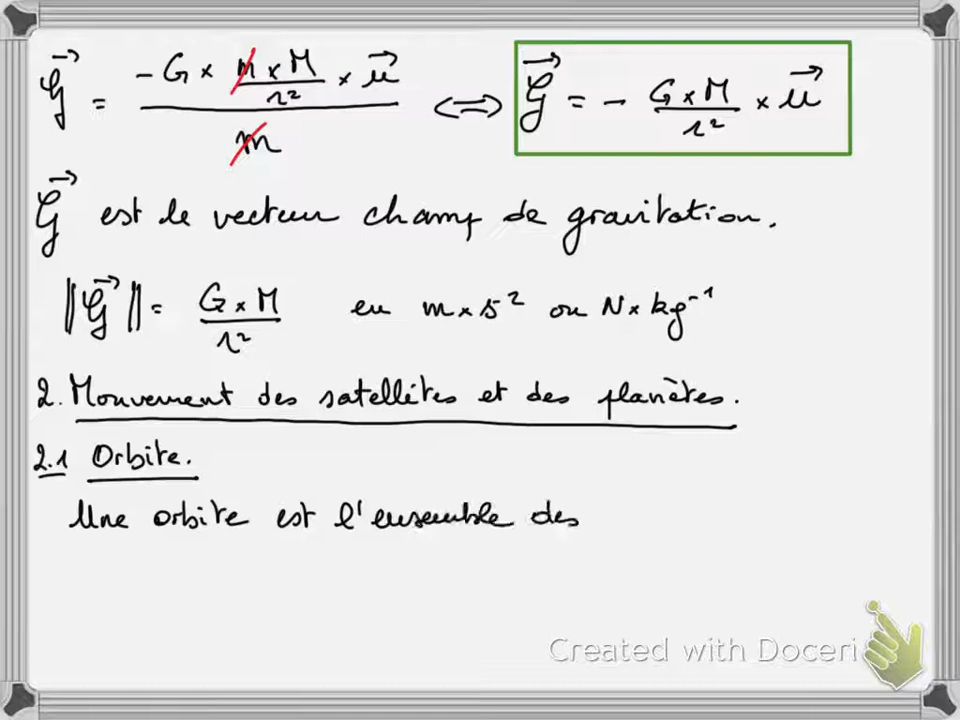 𝒢⃗ = (-G × m × M / r² × u⃗) / m ⟺ 𝒢⃗ = - G × M / r² × u⃗
𝒢⃗ est le vecteur champ de gravitation.
||𝒢⃗|| = G × M / r² en m × s² ou N × kg⁻¹
2. Mouvement des satellites et des planètes.
2.1 Orbite.
Une orbite est l'ensemble des
Created with Doceri